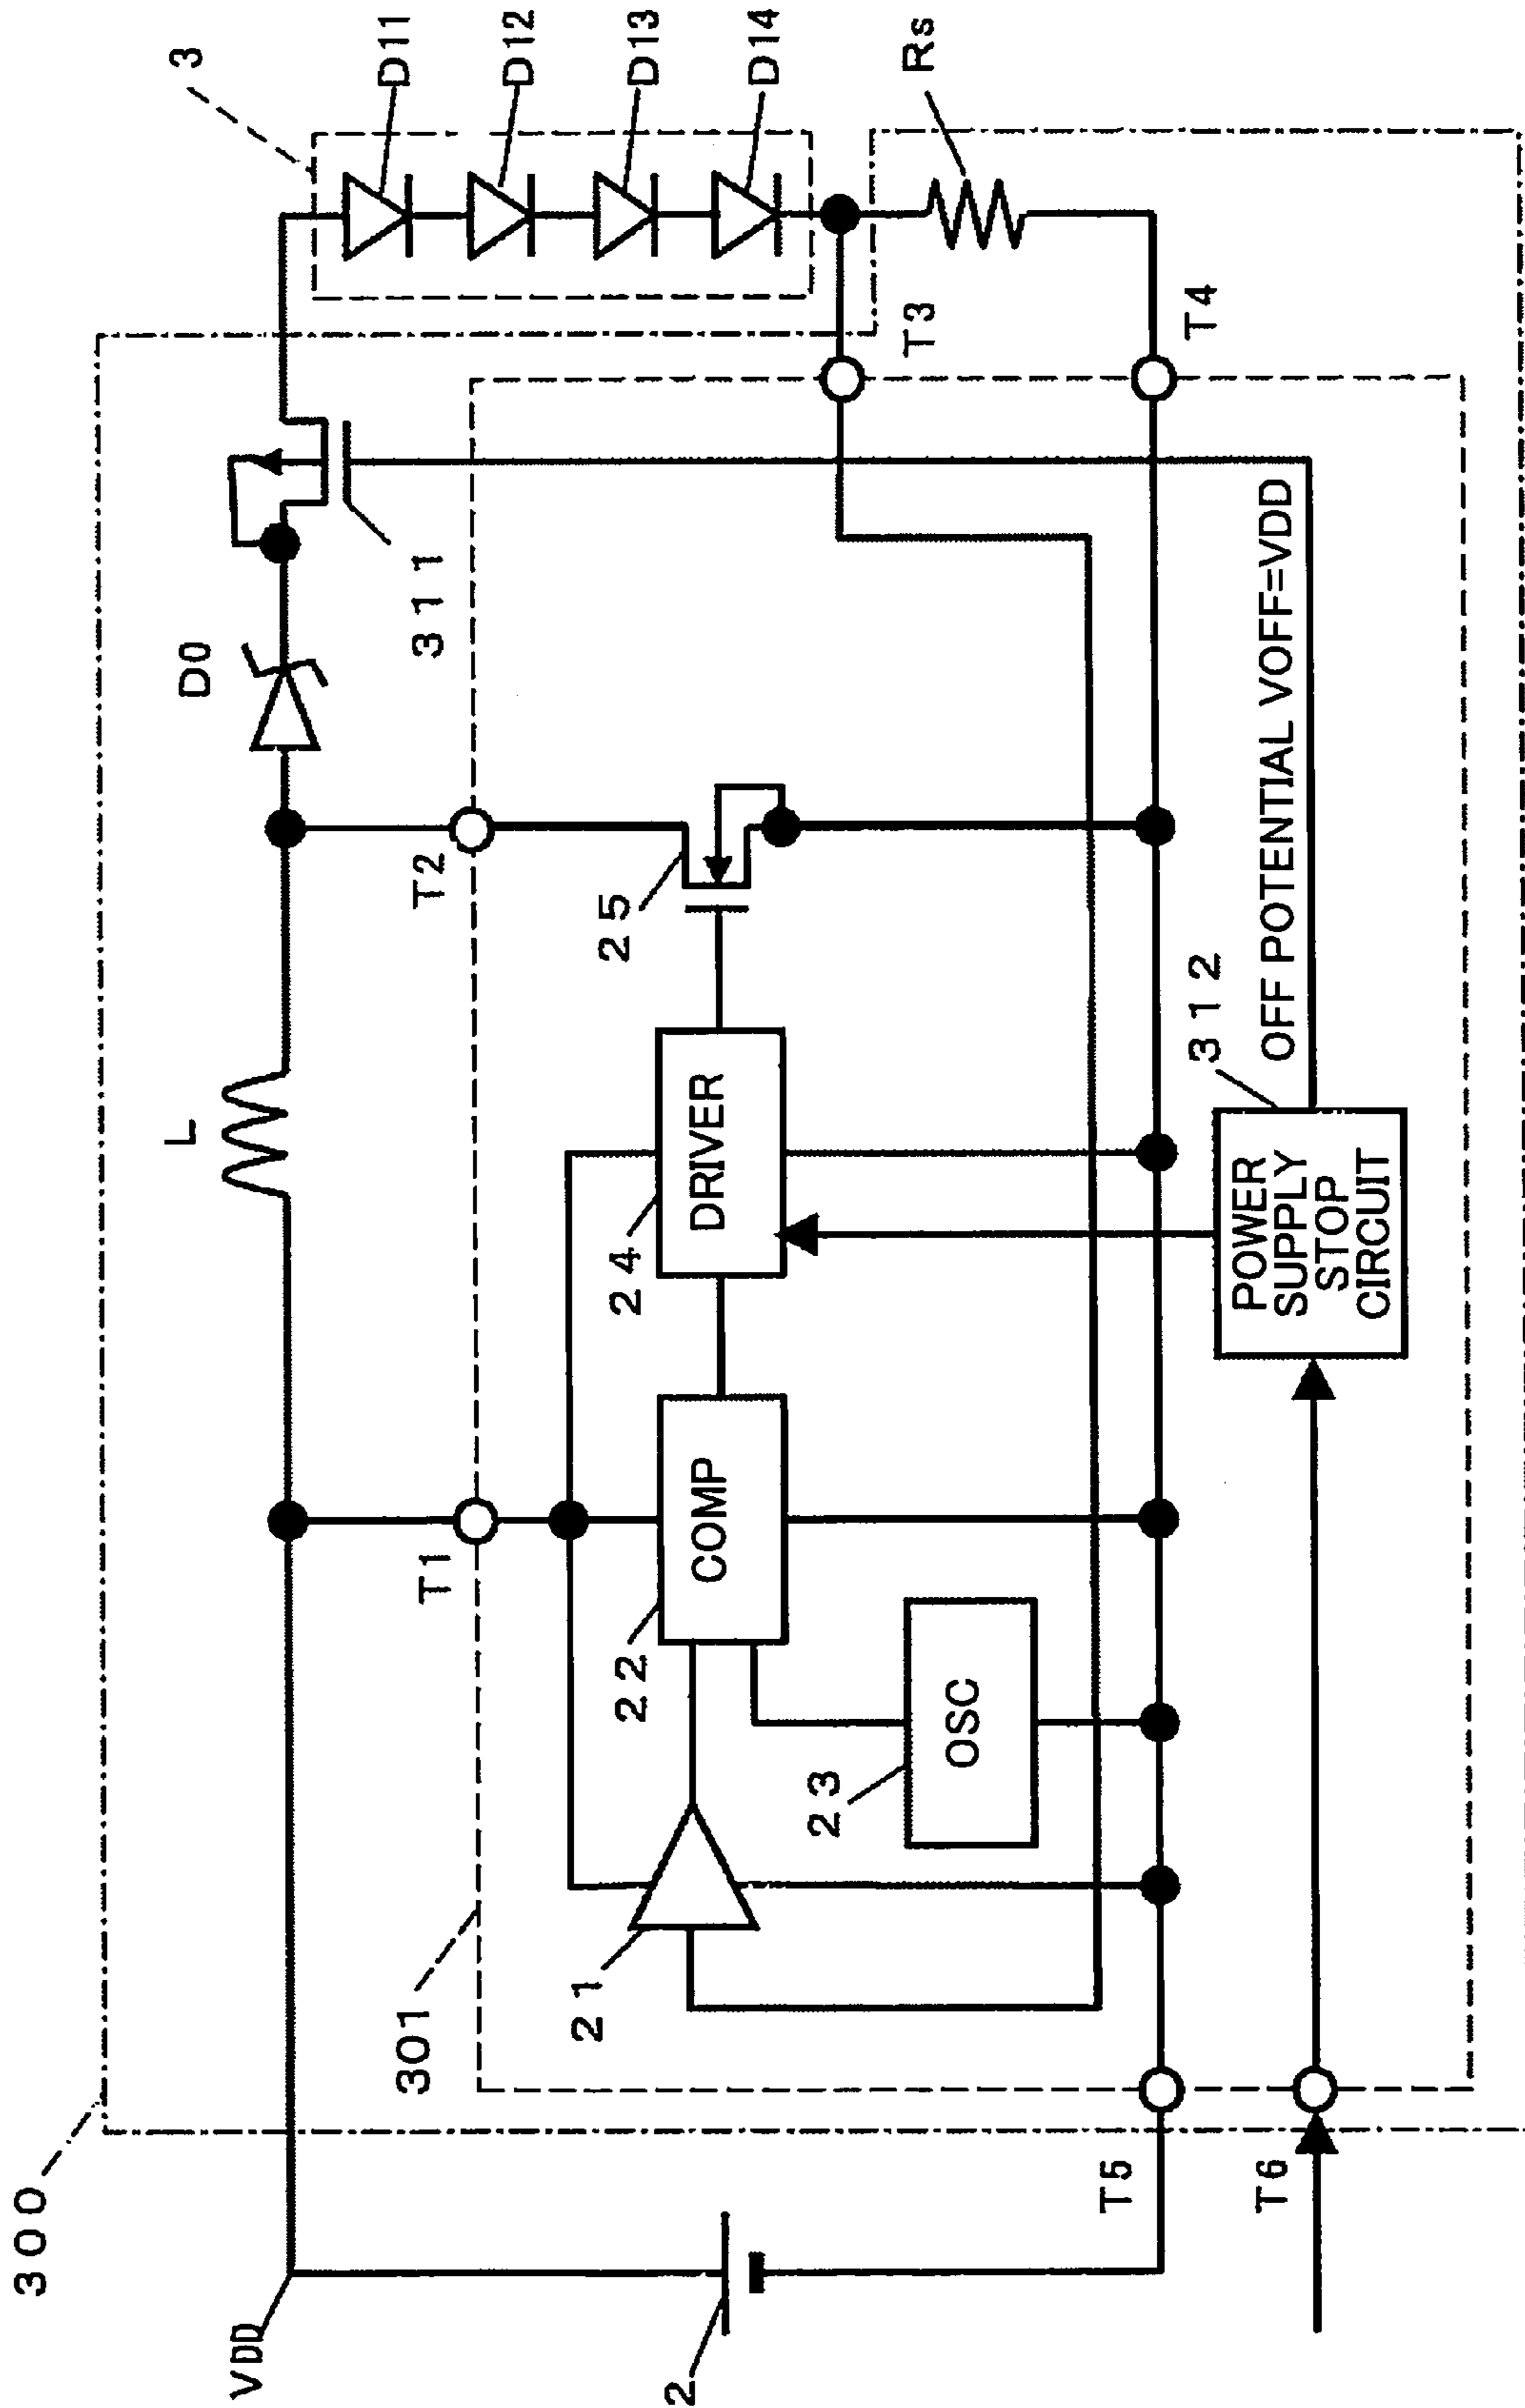 300
VDD
2
L
D0
3
D11
D12
D13
D14
311
Rs
T1
T2
T3
T4
301
21
22
COMP
24
DRIVER
25
23
OSC
T5
T6
312
POWER
SUPPLY
STOP
CIRCUIT
OFF POTENTIAL VOFF=VDD